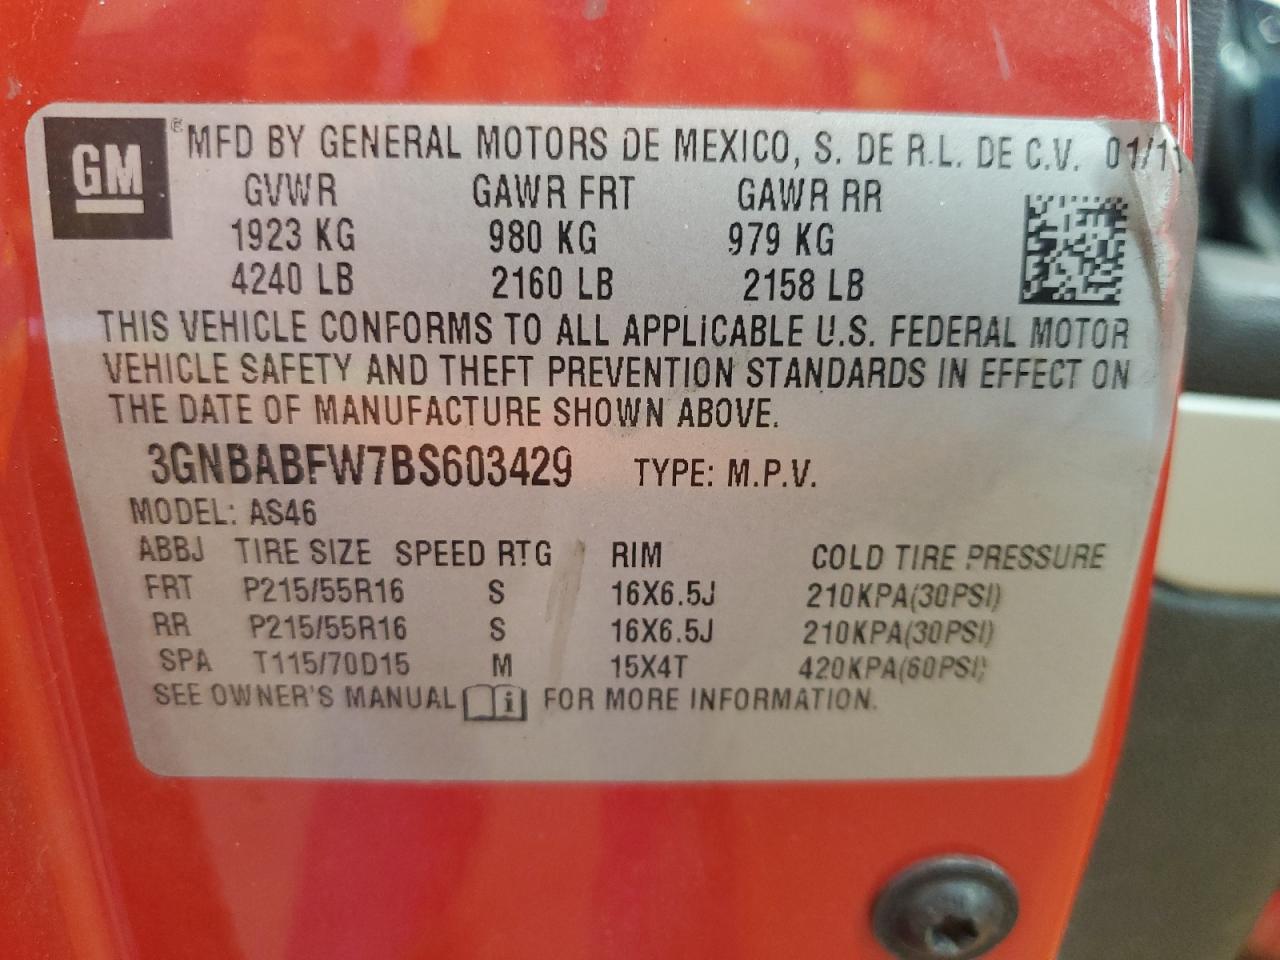 GM ® MFD BY GENERAL MOTORS DE MEXICO, S. DE R.L. DE C.V. 01/11
GVWR GAWR FRT GAWR RR
1923 KG 980 KG 979 KG
4240 LB 2160 LB 2158 LB
THIS VEHICLE CONFORMS TO ALL APPLICABLE U.S. FEDERAL MOTOR
VEHICLE SAFETY AND THEFT PREVENTION STANDARDS IN EFFECT ON
THE DATE OF MANUFACTURE SHOWN ABOVE.
3GNBABFW7BS603429 TYPE: M.P.V.
MODEL: AS46
ABBJ TIRE SIZE SPEED RTG RIM COLD TIRE PRESSURE
FRT P215/55R16 S 16X6.5J 210KPA(30PSI)
RR P215/55R16 S 16X6.5J 210KPA(30PSI)
SPA T115/70D15 M 15X4T 420KPA(60PSI)
SEE OWNER'S MANUAL i FOR MORE INFORMATION.